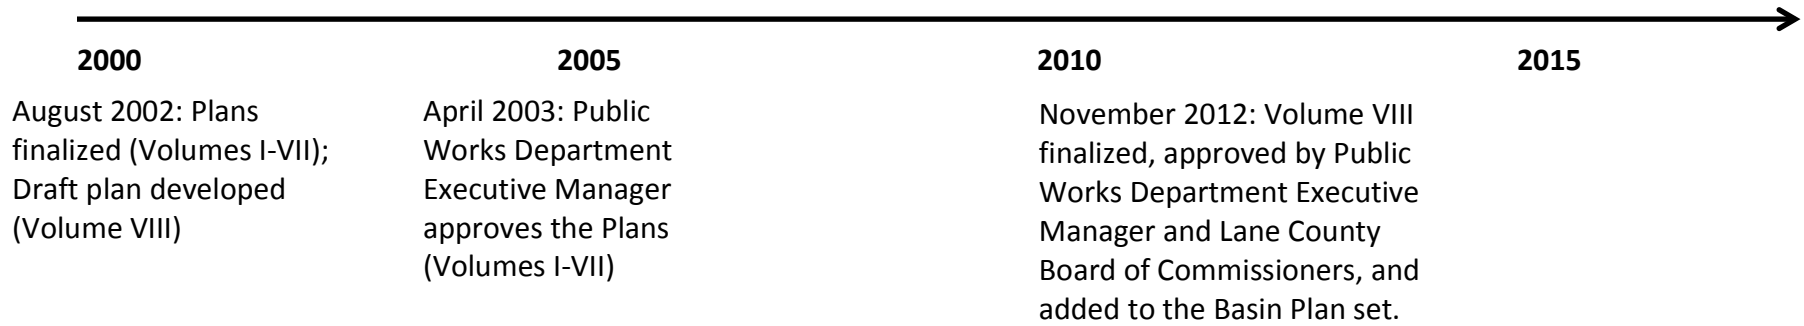 2000
2005
2010
2015
August 2002: Plans
finalized (Volumes I-VII);
Draft plan developed
(Volume VIII)
April 2003: Public
Works Department
Executive Manager
approves the Plans
(Volumes I-VII)
November 2012: Volume VIII
finalized, approved by Public
Works Department Executive
Manager and Lane County
Board of Commissioners, and
added to the Basin Plan set.